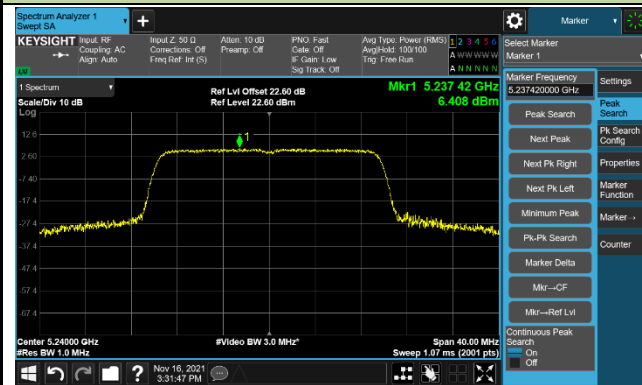 Spectrum Analyzer 1
Swept SA
+
Marker
KEYSIGHT
Input: RF
Coupling: AC
Align: Auto
Input Z: 50 Ω
Corrections: Off
Freq Ref: Int (S)
Atten: 10 dB
Preamp: Off
PNO: Fast
Gate: Off
IF Gain: Low
Sig Track: Off
Avg Type: Power (RMS)
Avg|Hold: 100/100
Trig: Free Run
1 2 3 4 5 6
A W W W W W
A N N N N N
LXI
Select Marker
Marker 1
1 Spectrum
Scale/Div 10 dB
Log
Ref Lvl Offset 22.60 dB
Ref Level 22.60 dBm
Mkr1 5.237 42 GHz
6.408 dBm
12.6
2.60
-7.40
-17.4
-27.4
-37.4
-47.4
-57.4
-67.4
1
Center 5.24000 GHz
#Res BW 1.0 MHz
#Video BW 3.0 MHz*
Span 40.00 MHz
Sweep 1.07 ms (2001 pts)
Marker Frequency
5.237420000 GHz
Peak Search
Next Peak
Next Pk Right
Next Pk Left
Minimum Peak
Pk-Pk Search
Marker Delta
Mkr→CF
Mkr→Ref Lvl
Continuous Peak
Search
On
Off
Settings
Peak
Search
Pk Search
Config
Properties
Marker
Function
Marker→
Counter
?
Nov 16, 2021
3:31:47 PM